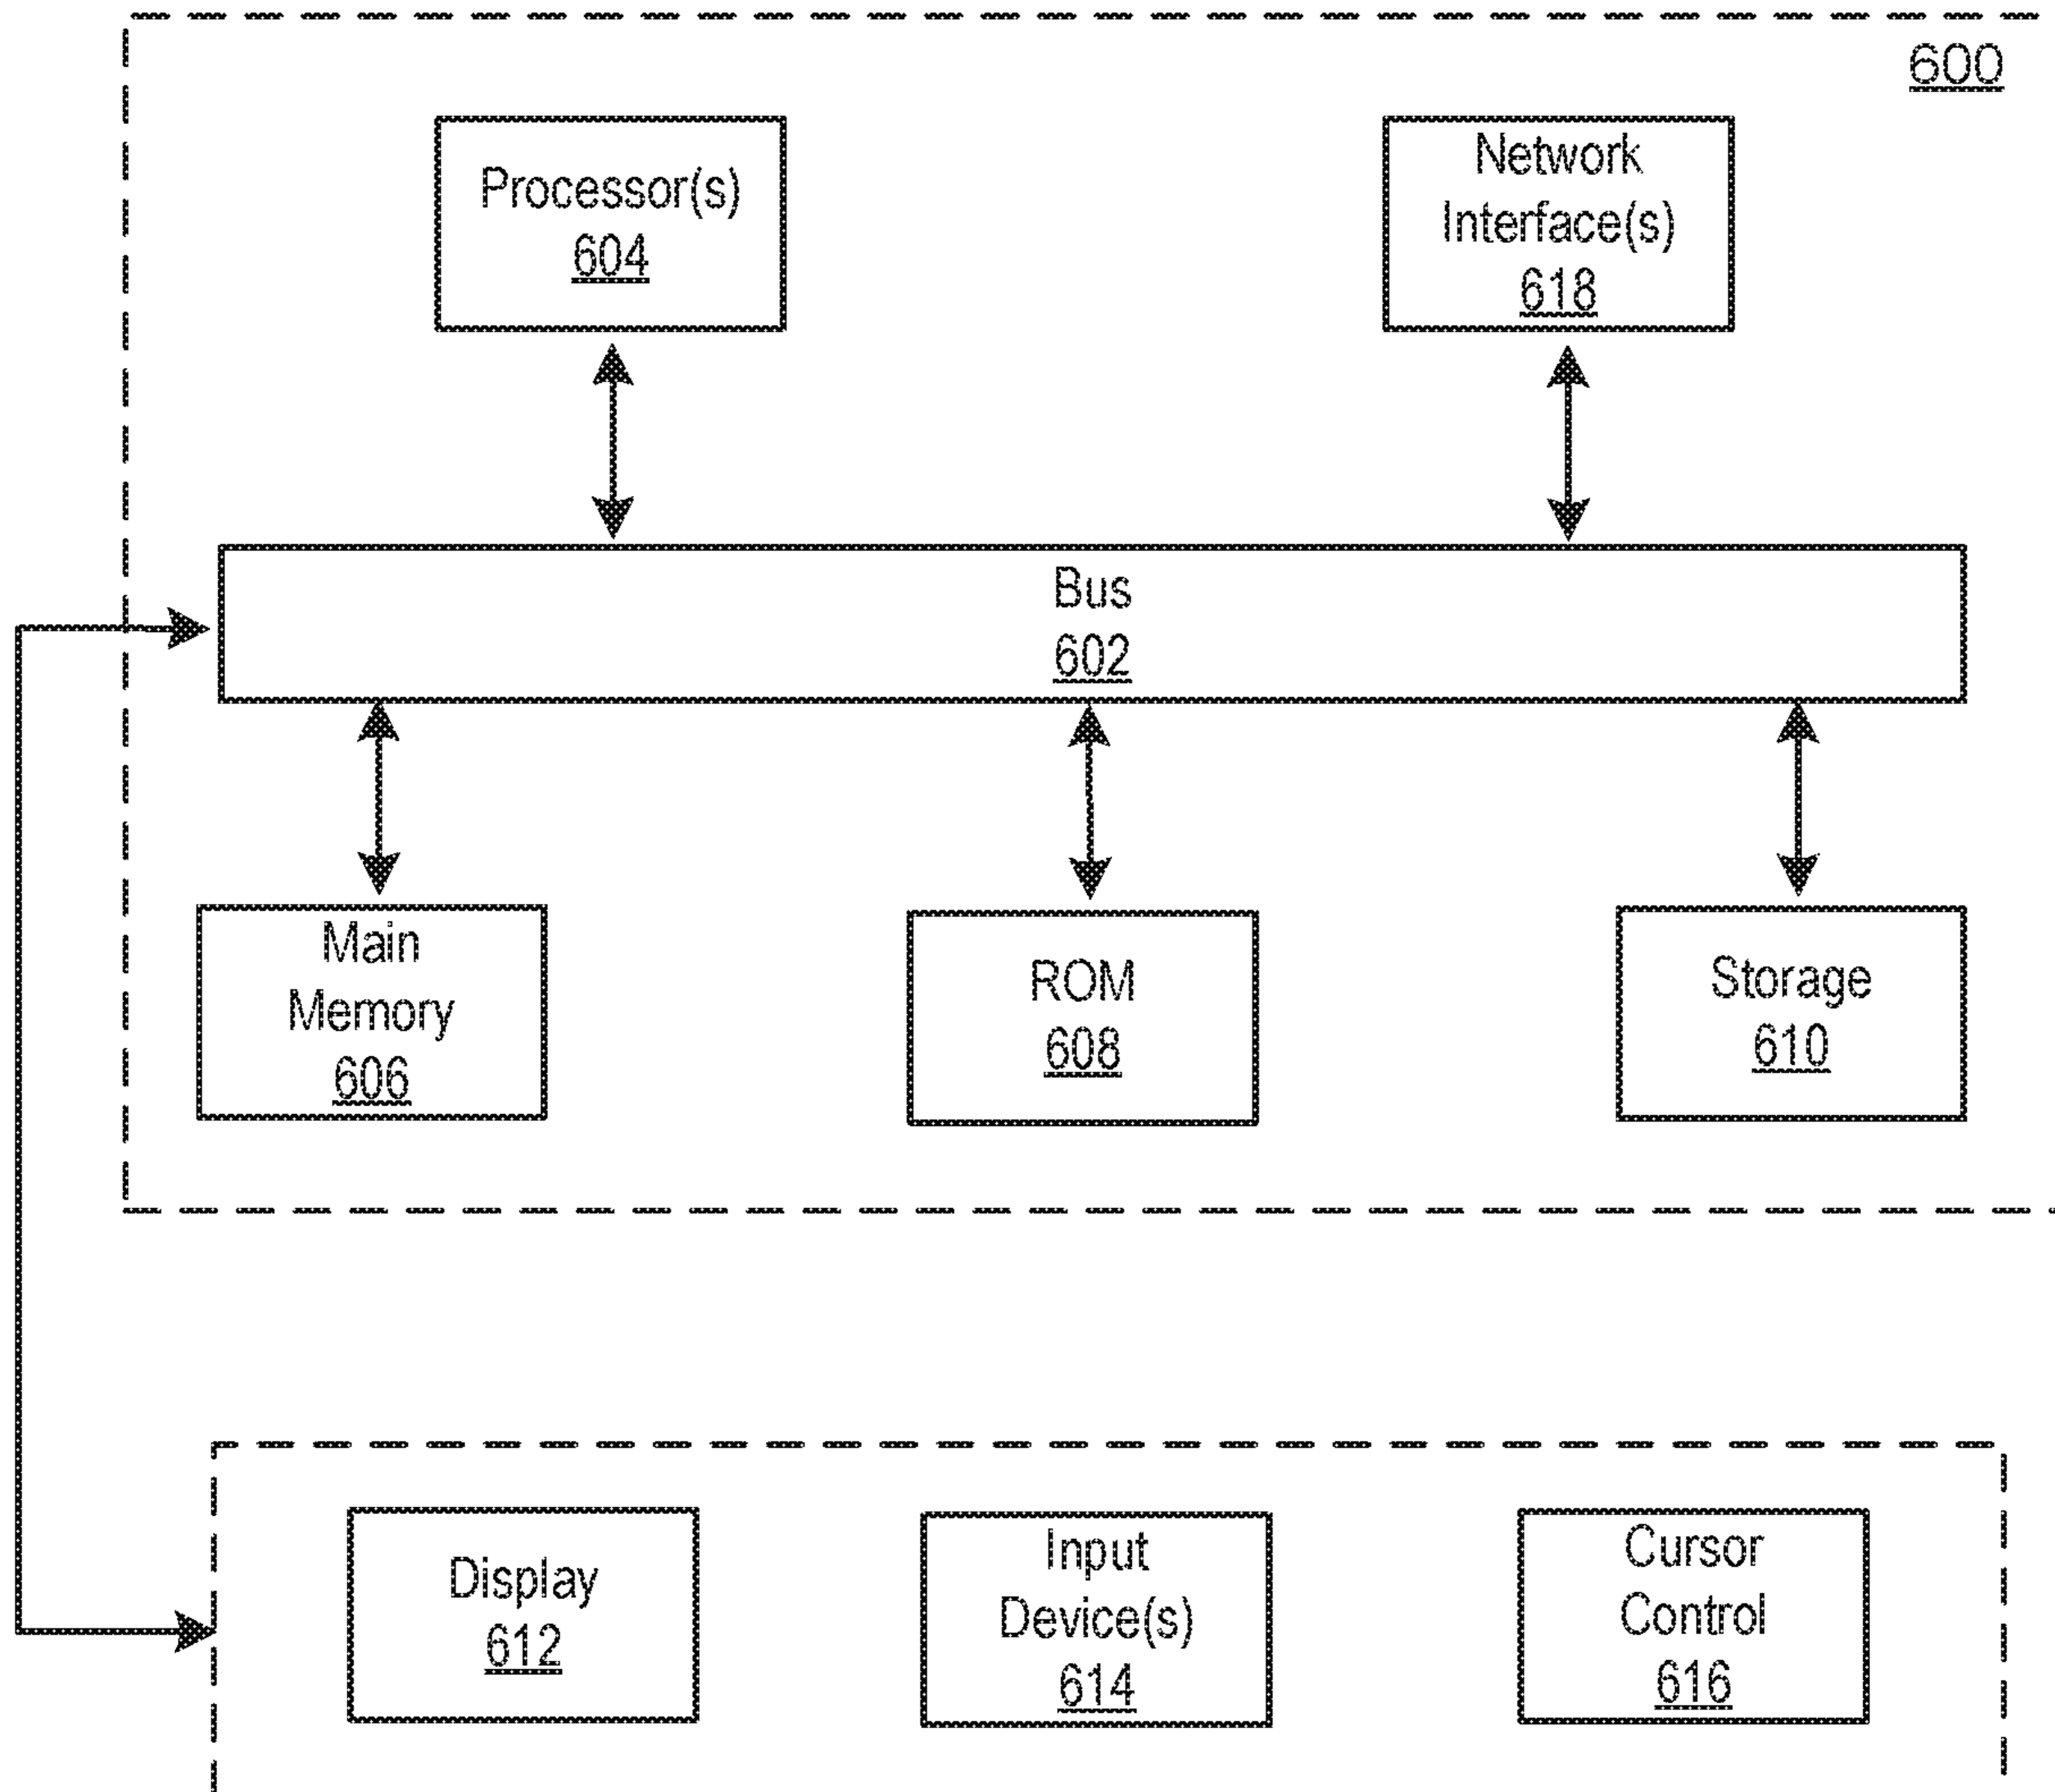 600
Processor(s)
604
Network
Interface(s)
618
Bus
602
Main
Memory
606
ROM
608
Storage
610
Display
612
Input
Device(s)
614
Cursor
Control
616